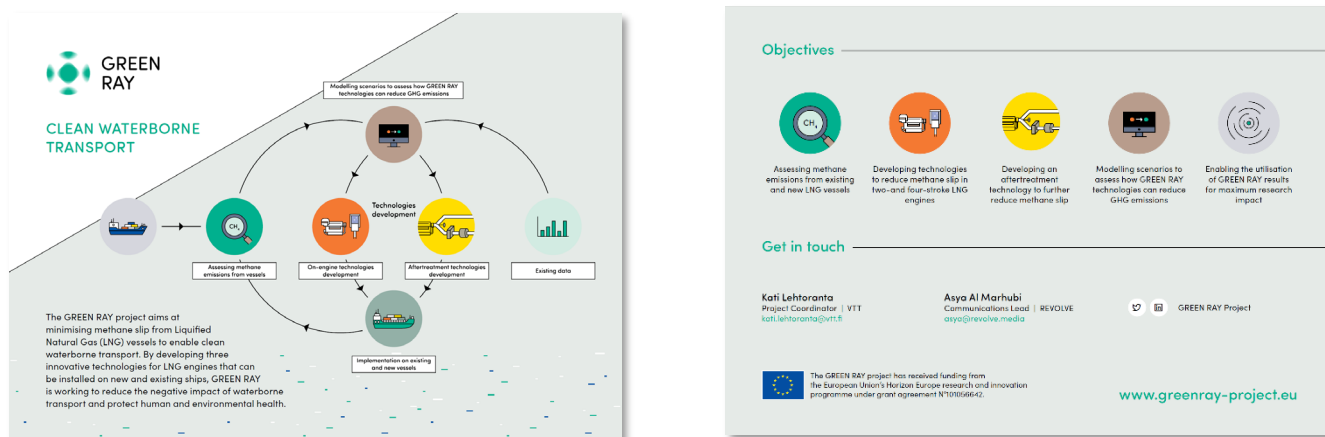 GREEN
RAY
CLEAN WATERBORNE
TRANSPORT
Modelling scenarios to assess how GREEN RAY
technologies can reduce GHG emissions
Technologies
development
CH₄
Assessing methane
emissions from vessels
On-engine technologies
development
Aftertreatment technologies
development
Existing data
Implementation on existing
and new vessels
The GREEN RAY project aims at
minimising methane slip from Liquified
Natural Gas (LNG) vessels to enable clean
waterborne transport. By developing three
innovative technologies for LNG engines that can
be installed on new and existing ships, GREEN RAY
is working to reduce the negative impact of waterborne
transport and protect human and environmental health.
Objectives
CH₄
Assessing methane
emissions from existing
and new LNG vessels
Developing technologies
to reduce methane slip in
two-and four-stroke LNG
engines
Developing an
aftertreatment
technology to further
reduce methane slip
Modelling scenarios to
assess how GREEN RAY
technologies can reduce
GHG emissions
Enabling the utilisation
of GREEN RAY results
for maximum research
impact
Get in touch
Kati Lehtoranta
Project Coordinator | VTT
kati.lehtoranta@vtt.fi
Asya Al Marhubi
Communications Lead | REVOLVE
asya@revolve.media
in
GREEN RAY Project
The GREEN RAY project has received funding from
the European Union's Horizon Europe research and innovation
programme under grant agreement N°101056642.
www.greenray-project.eu